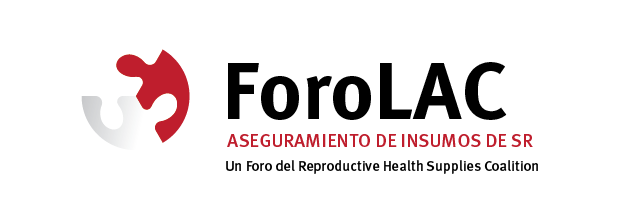 ForoLAC
ASEGURAMIENTO DE INSUMOS DE SR
Un Foro del Reproductive Health Supplies Coalition